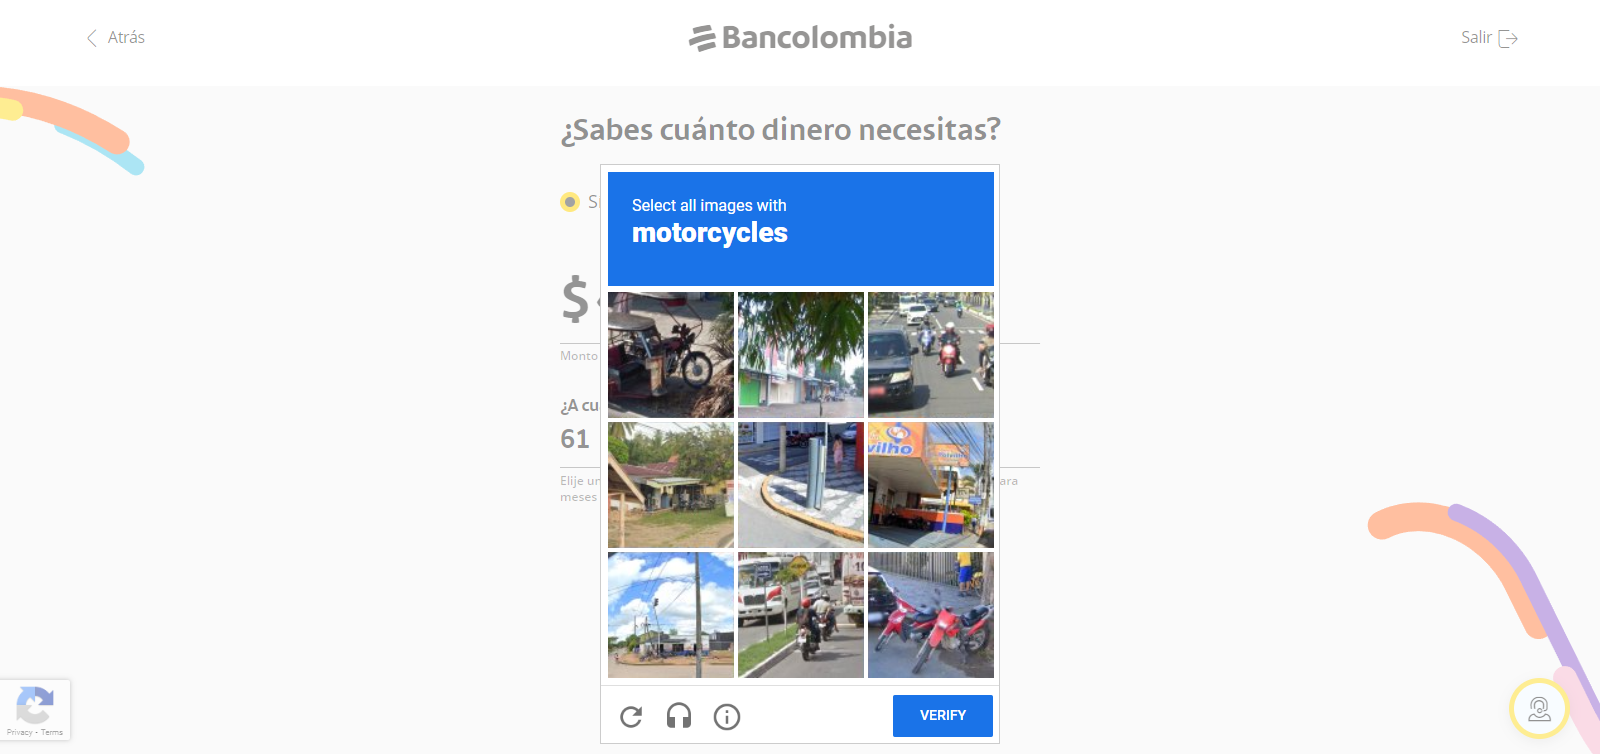 Atrás
Bancolombia
Salir
¿Sabes cuánto dinero necesitas?
Select all images with
motorcycles
$
Monto
¿A cu
61
Elije un
ara
meses
vilho
VERIFY
Privacy - Terms